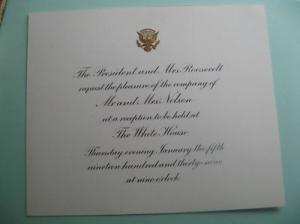 The President and Mrs. Roosevelt
request the pleasure of the company of
Mr. and Mrs. Nelson
at a reception to be held at
The White House
Thursday evening, January the fifth
nineteen hundred and thirty-nine
at nine o'clock